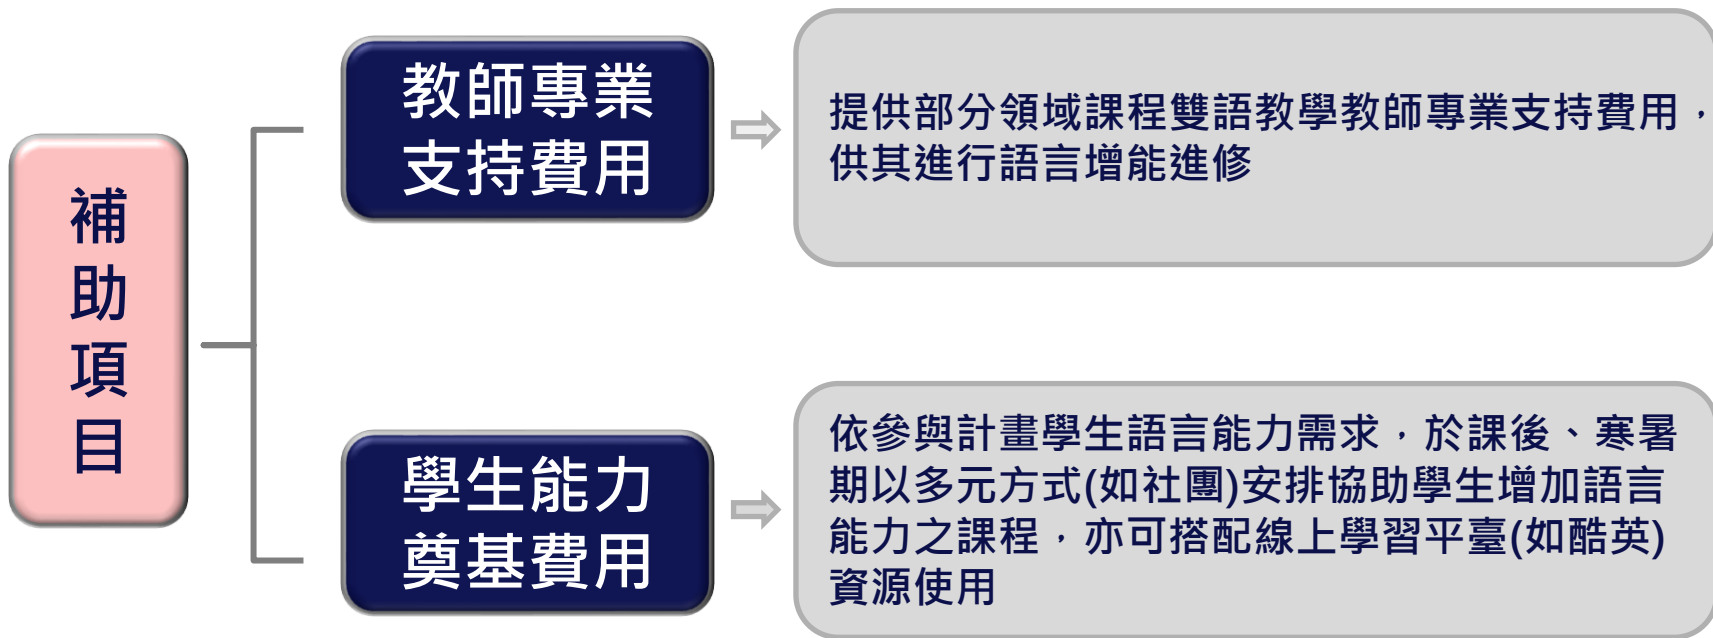 補
助
項
目
教師專業
支持費用
提供部分領域課程雙語教學教師專業支持費用，
供其進行語言增能進修
學生能力
奠基費用
依參與計畫學生語言能力需求，於課後、寒暑
期以多元方式(如社團)安排協助學生增加語言
能力之課程，亦可搭配線上學習平臺(如酷英)
資源使用